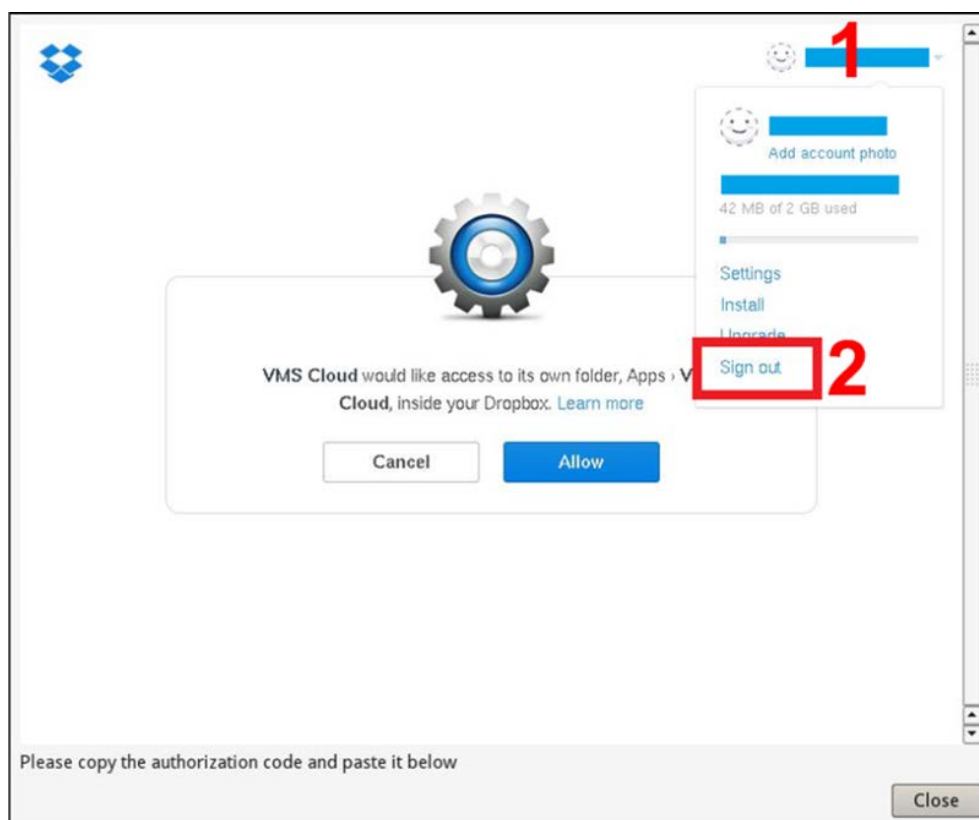 1
Add account photo
42 MB of 2 GB used
Settings
Install
Upgrade
Sign out
2
VMS Cloud would like access to its own folder, Apps › V
Cloud, inside your Dropbox. Learn more
Cancel
Allow
Please copy the authorization code and paste it below
Close